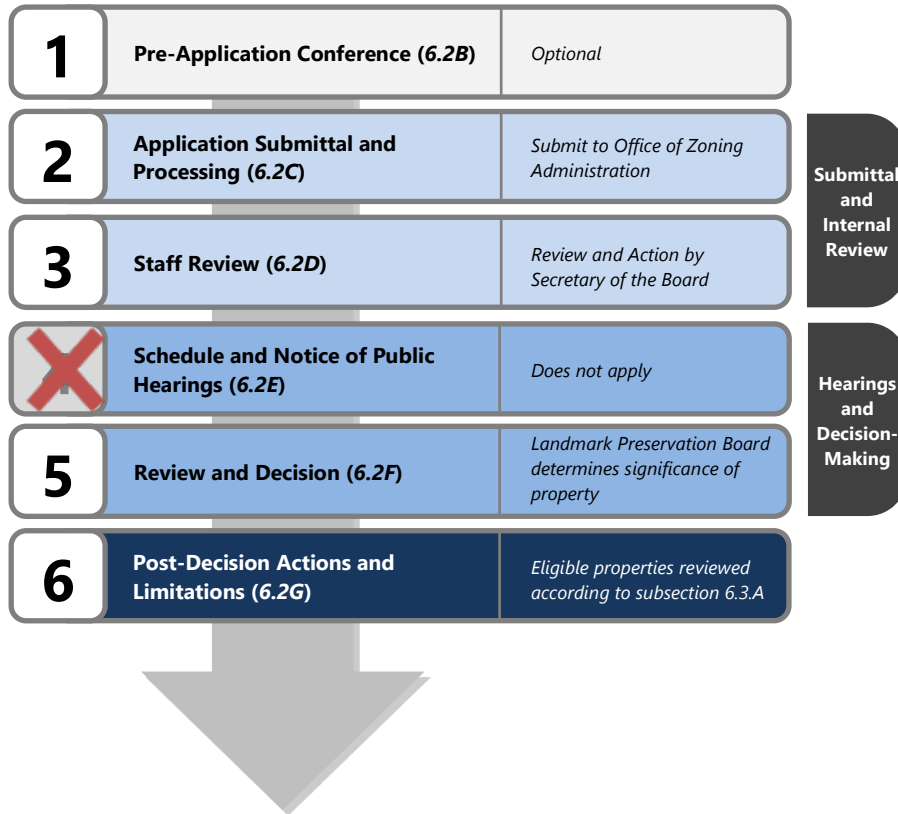 1
Pre-Application Conference (6.2B)
Optional
2
Application Submittal and
Processing (6.2C)
Submit to Office of Zoning
Administration
3
Staff Review (6.2D)
Review and Action by
Secretary of the Board
Submittal
and
Internal
Review
Schedule and Notice of Public
Hearings (6.2E)
Does not apply
5
Review and Decision (6.2F)
Landmark Preservation Board
determines significance of
property
Hearings
and
Decision-
Making
6
Post-Decision Actions and
Limitations (6.2G)
Eligible properties reviewed
according to subsection 6.3.A